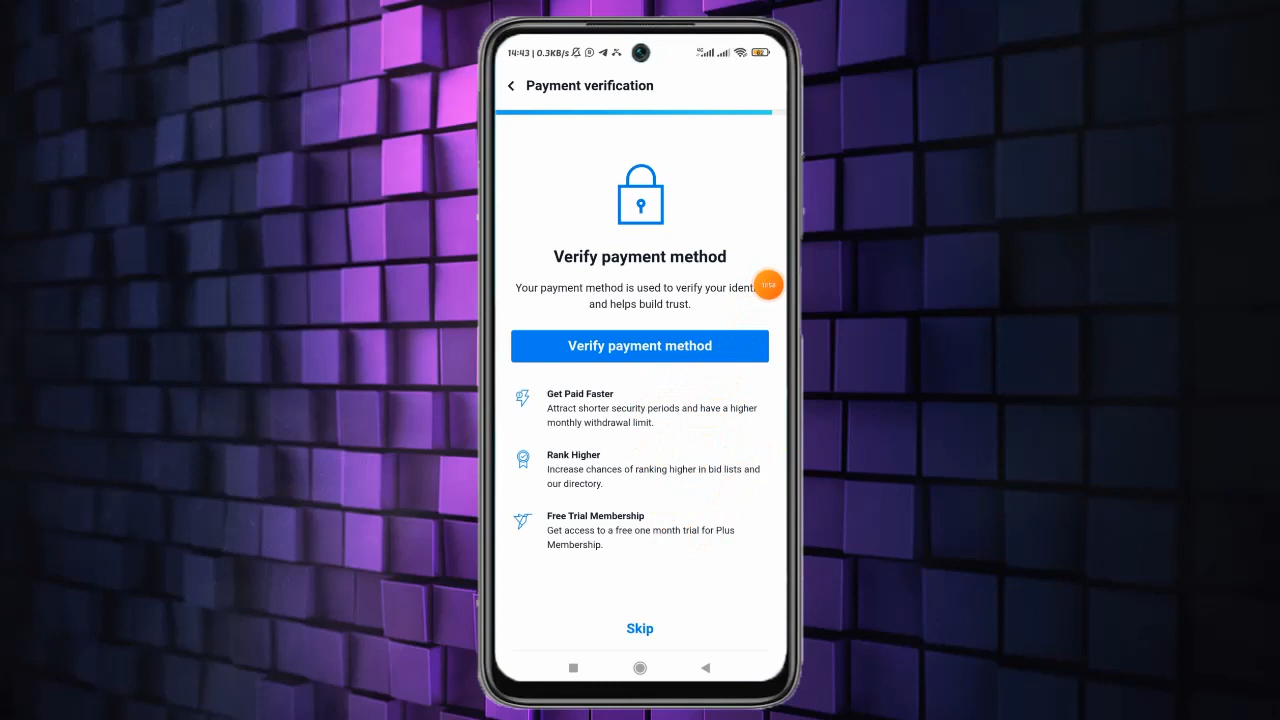 14:43 | 0.3KB/s
Payment verification
Verify payment method
Your payment method is used to verify your identi
and helps build trust.
Verify payment method
Get Paid Faster
Attract shorter security periods and have a higher
monthly withdrawal limit.
Rank Higher
Increase chances of ranking higher in bid lists and
our directory.
Free Trial Membership
Get access to a free one month trial for Plus
Membership.
Skip